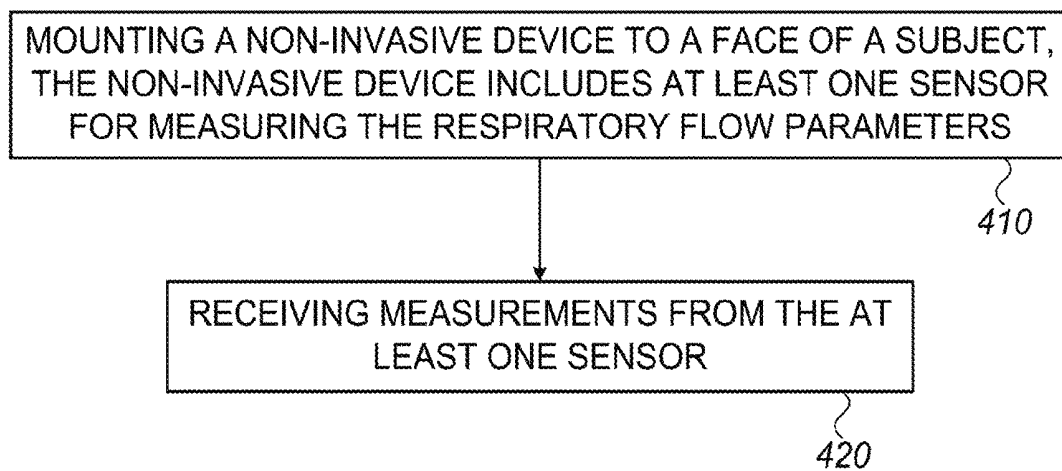 MOUNTING A NON-INVASIVE DEVICE TO A FACE OF A SUBJECT,
THE NON-INVASIVE DEVICE INCLUDES AT LEAST ONE SENSOR
FOR MEASURING THE RESPIRATORY FLOW PARAMETERS
410
RECEIVING MEASUREMENTS FROM THE AT
LEAST ONE SENSOR
420